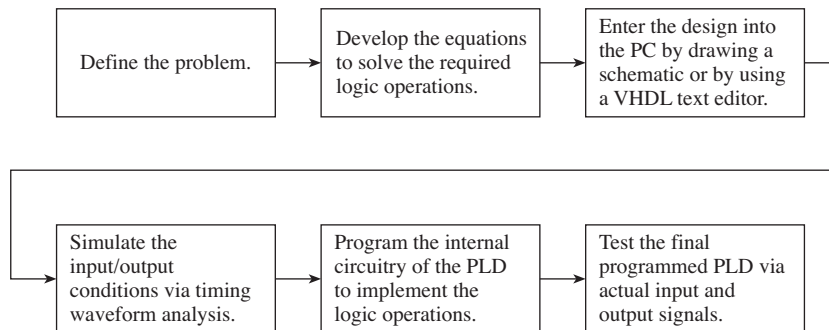 Define the problem.
Develop the equations
to solve the required
logic operations.
Enter the design into
the PC by drawing a
schematic or by using
a VHDL text editor.
Simulate the
input/output
conditions via timing
waveform analysis.
Program the internal
circuitry of the PLD
to implement the
logic operations.
Test the final
programmed PLD via
actual input and
output signals.